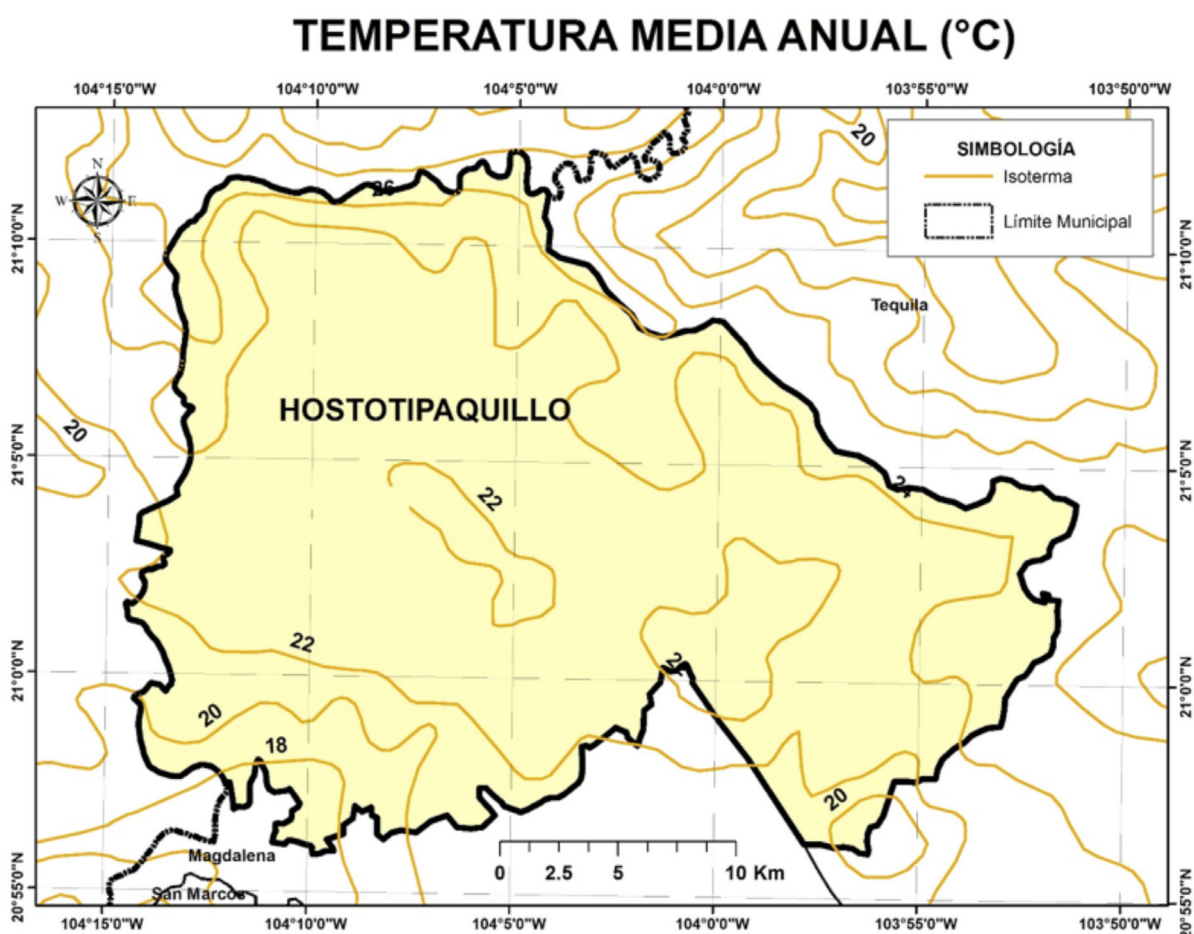 TEMPERATURA MEDIA ANUAL (°C)
104°15'0"W 104°10'0"W 104°5'0"W 104°0'0"W 103°55'0"W 103°50'0"W
20
SIMBOLOGÍA
Isoterma
Límite Municipal
N
W E
S
26
21°10'0"N
21°10'0"N
Tequila
HOSTOTIPAQUILLO
20
21°5'0"N
21°5'0"N
22
24
22
21°0'0"N
21°0'0"N
20
18
20
Magdalena
San Marcos
0 2.5 5 10 Km
20°55'0"N
20°55'0"N
104°15'0"W 104°10'0"W 104°5'0"W 104°0'0"W 103°55'0"W 103°50'0"W